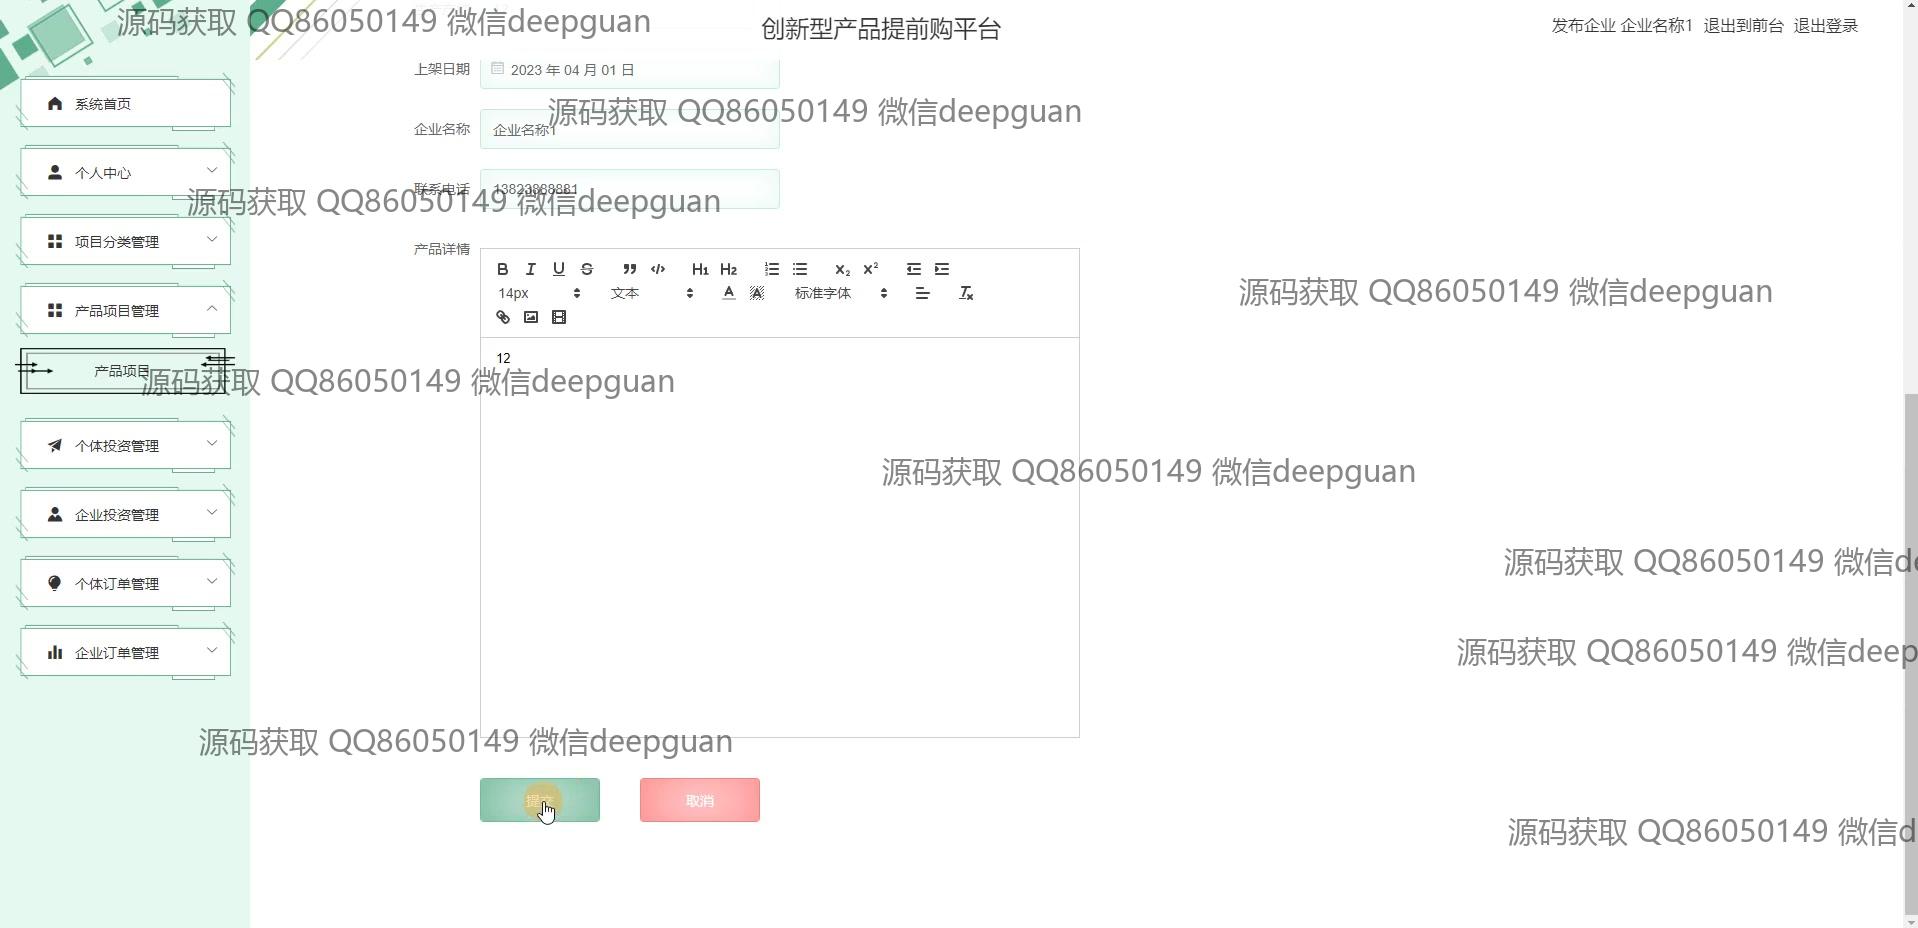 源码获取 QQ86050149 微信deepguan
创新型产品提前购平台
发布企业 企业名称1 退出到前台 退出登录
上架日期 2023 年 04 月 01 日
系统首页
源码获取 QQ86050149 微信deepguan
企业名称 企业名称1
个人中心
联系电话 13823888881
源码获取 QQ86050149 微信deepguan
项目分类管理
产品详情
B I U S H1 H2 X2 X2
14px 文本 A A 标准字体 Tx
源码获取 QQ86050149 微信deepguan
产品项目管理
12
产品项目
源码获取 QQ86050149 微信deepguan
个体投资管理
源码获取 QQ86050149 微信deepguan
企业投资管理
源码获取 QQ86050149 微信de
个体订单管理
企业订单管理
源码获取 QQ86050149 微信deep
源码获取 QQ86050149 微信deepguan
提交 取消
源码获取 QQ86050149 微信d